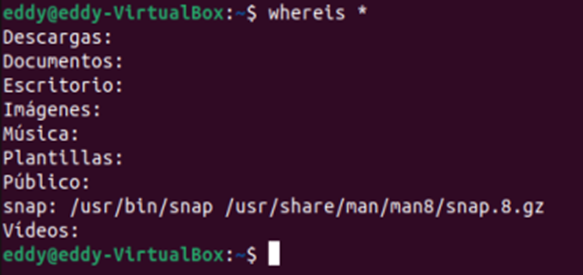 eddy@eddy-VirtualBox:~$ whereis *
Descargas:
Documentos:
Escritorio:
Imágenes:
Música:
Plantillas:
Público:
snap: /usr/bin/snap /usr/share/man/man8/snap.8.gz
Vídeos:
eddy@eddy-VirtualBox:~$